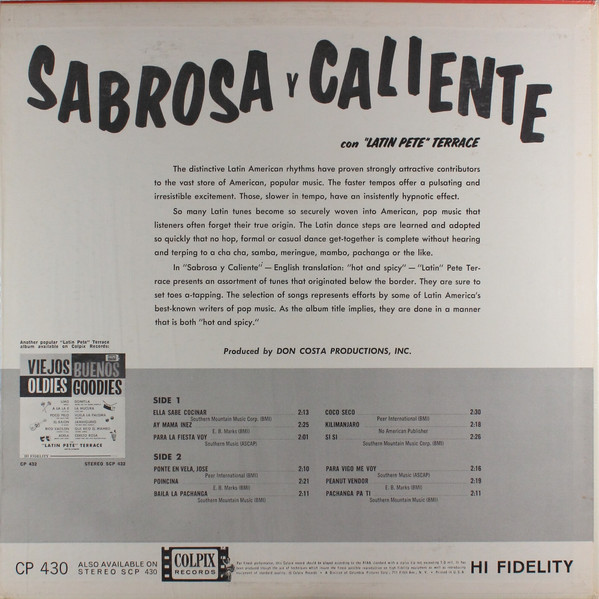 SABROSA Y CALIENTE
con "LATIN PETE" TERRACE
The distinctive Latin American rhythms have proven strongly attractive contributors
to the vast store of American, popular music. The faster tempos offer a pulsating and
irresistible excitement. Those, slower in tempo, have an insistently hypnotic effect.
So many Latin tunes become so securely woven into American, pop music that
listeners often forget their true origin. The Latin dance steps are learned and adopted
so quickly that no hop, formal or casual dance get-together is complete without hearing
and terping to a cha cha, samba, meringue, mambo, pachanga or the like.
In "Sabrosa y Caliente" — English translation: "hot and spicy" — "Latin" Pete Ter-
race presents an assortment of tunes that originated below the border. They are sure to
set toes a-tapping. The selection of songs represents efforts by some of Latin America's
best-known writers of pop music. As the album title implies, they are done in a manner
that is both "hot and spicy."
Produced by DON COSTA PRODUCTIONS, INC.
Another popular "Latin Pete" Terrace
album available on Colpix Records:
VIEJOS BUENOS
OLDIES GOODIES
"LATIN PETE" TERRACE
HI FIDELITY
CP 432 STEREO SCP 432
SIDE 1
ELLA SABE COCINAR 2:13
Southern Mountain Music Corp. (BMI)
AY MAMA INEZ 2:25
E. B. Marks (BMI)
PARA LA FIESTA VOY 2:01
Southern Music (ASCAP)
COCO SECO 2:30
Peer International (BMI)
KILIMANJARO 2:18
No American Publisher
SI SI 2:26
Southern Mountain Music Corp. (BMI)
SIDE 2
PONTE EN VELA, JOSE 2:10
Peer International (BMI)
POINCINA 2:21
E. B. Marks (BMI)
BAILA LA PACHANGA 2:11
Southern Mountain Music (BMI)
PARA VIGO ME VOY 2:16
Southern Music (ASCAP)
PEANUT VENDOR 2:19
E. B. Marks (BMI)
PACHANGA PA TI 2:11
Southern Mountain Music (BMI)
CP 430
ALSO AVAILABLE ON
STEREO SCP 430
COLPIX
RECORDS
HI FIDELITY